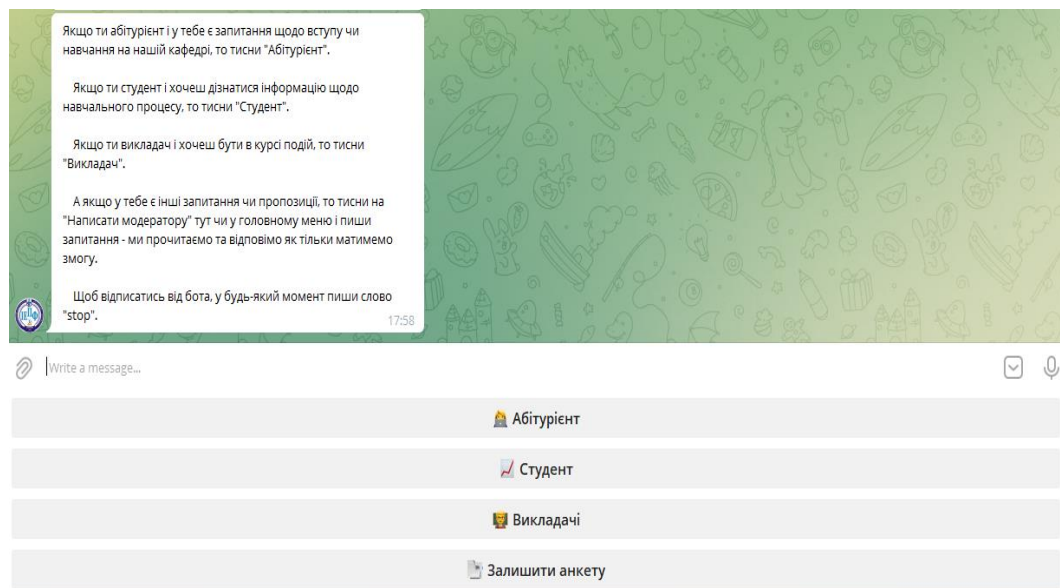 Якщо ти абітурієнт і у тебе є запитання щодо вступу чи
навчання на нашій кафедрі, то тисни "Абітурієнт".
Якщо ти студент і хочеш дізнатися інформацію щодо
навчального процесу, то тисни "Студент".
Якщо ти викладач і хочеш бути в курсі подій, то тисни
"Викладач".
А якщо у тебе є інші запитання чи пропозиції, то тисни на
"Написати модератору" тут чи у головному меню і пиши
запитання - ми прочитаємо та відповімо як тільки матимемо
змогу.
Щоб відписатись від бота, у будь-який момент пиши слово
"stop".
17:58
Write a message...
Абітурієнт
Студент
Викладачі
Залишити анкету